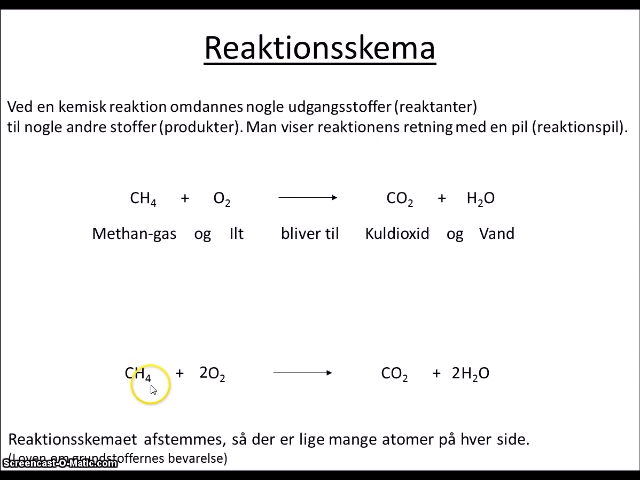 Reaktionsskema
Ved en kemisk reaktion omdannes nogle udgangsstoffer (reaktanter)
til nogle andre stoffer (produkter). Man viser reaktionens retning med en pil (reaktionspil).
CH₄ + O₂ ⟶ CO₂ + H₂O
Methan-gas og Ilt bliver til Kuldioxid og Vand
CH₄ + 2O₂ ⟶ CO₂ + 2H₂O
Reaktionsskemaet afstemmes, så der er lige mange atomer på hver side.
(Loven om grundstoffernes bevarelse)
Screencast-O-Matic.com